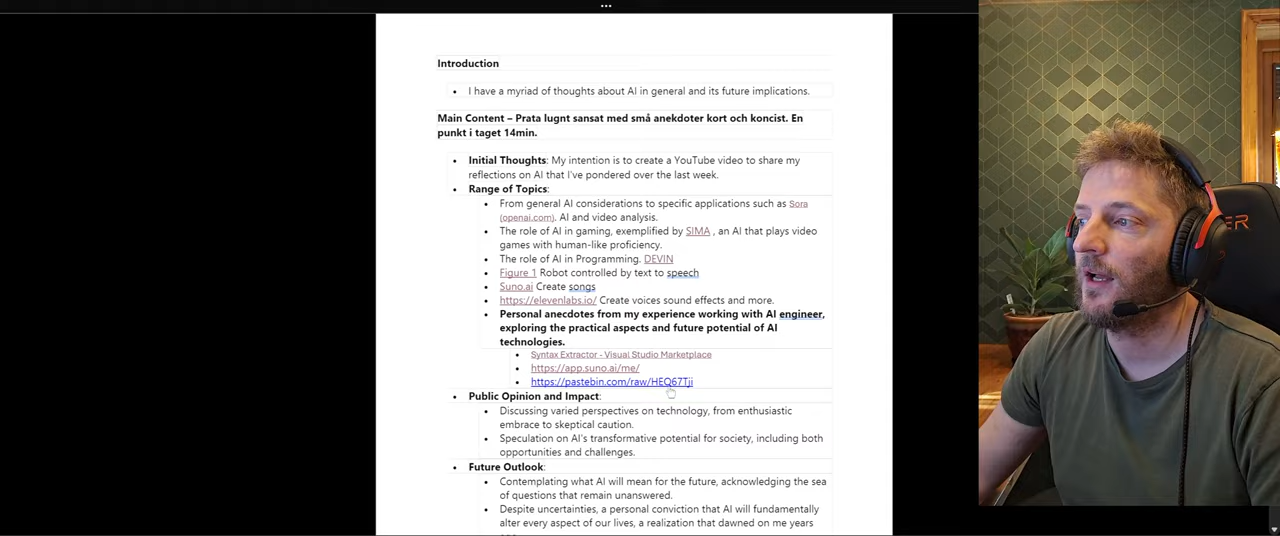 Introduction
• I have a myriad of thoughts about AI in general and its future implications.
Main Content – Prata lugnt sansat med små anekdoter kort och koncist. En
punkt i taget 14min.
• Initial Thoughts: My intention is to create a YouTube video to share my
reflections on AI that I've pondered over the last week.
• Range of Topics:
• From general AI considerations to specific applications such as Sora
(openai.com). AI and video analysis.
• The role of AI in gaming, exemplified by SIMA , an AI that plays video
games with human-like proficiency.
• The role of AI in Programming. DEVIN
• Figure 1 Robot controlled by text to speech
• Suno.ai Create songs
• https://elevenlabs.io/ Create voices sound effects and more.
• Personal anecdotes from my experience working with AI engineer,
exploring the practical aspects and future potential of AI
technologies.
• Syntax Extractor - Visual Studio Marketplace
• https://app.suno.ai/me/
• https://pastebin.com/raw/HEQ67Tji
• Public Opinion and Impact:
• Discussing varied perspectives on technology, from enthusiastic
embrace to skeptical caution.
• Speculation on AI's transformative potential for society, including both
opportunities and challenges.
• Future Outlook:
• Contemplating what AI will mean for the future, acknowledging the sea
of questions that remain unanswered.
• Despite uncertainties, a personal conviction that AI will fundamentally
alter every aspect of our lives, a realization that dawned on me years